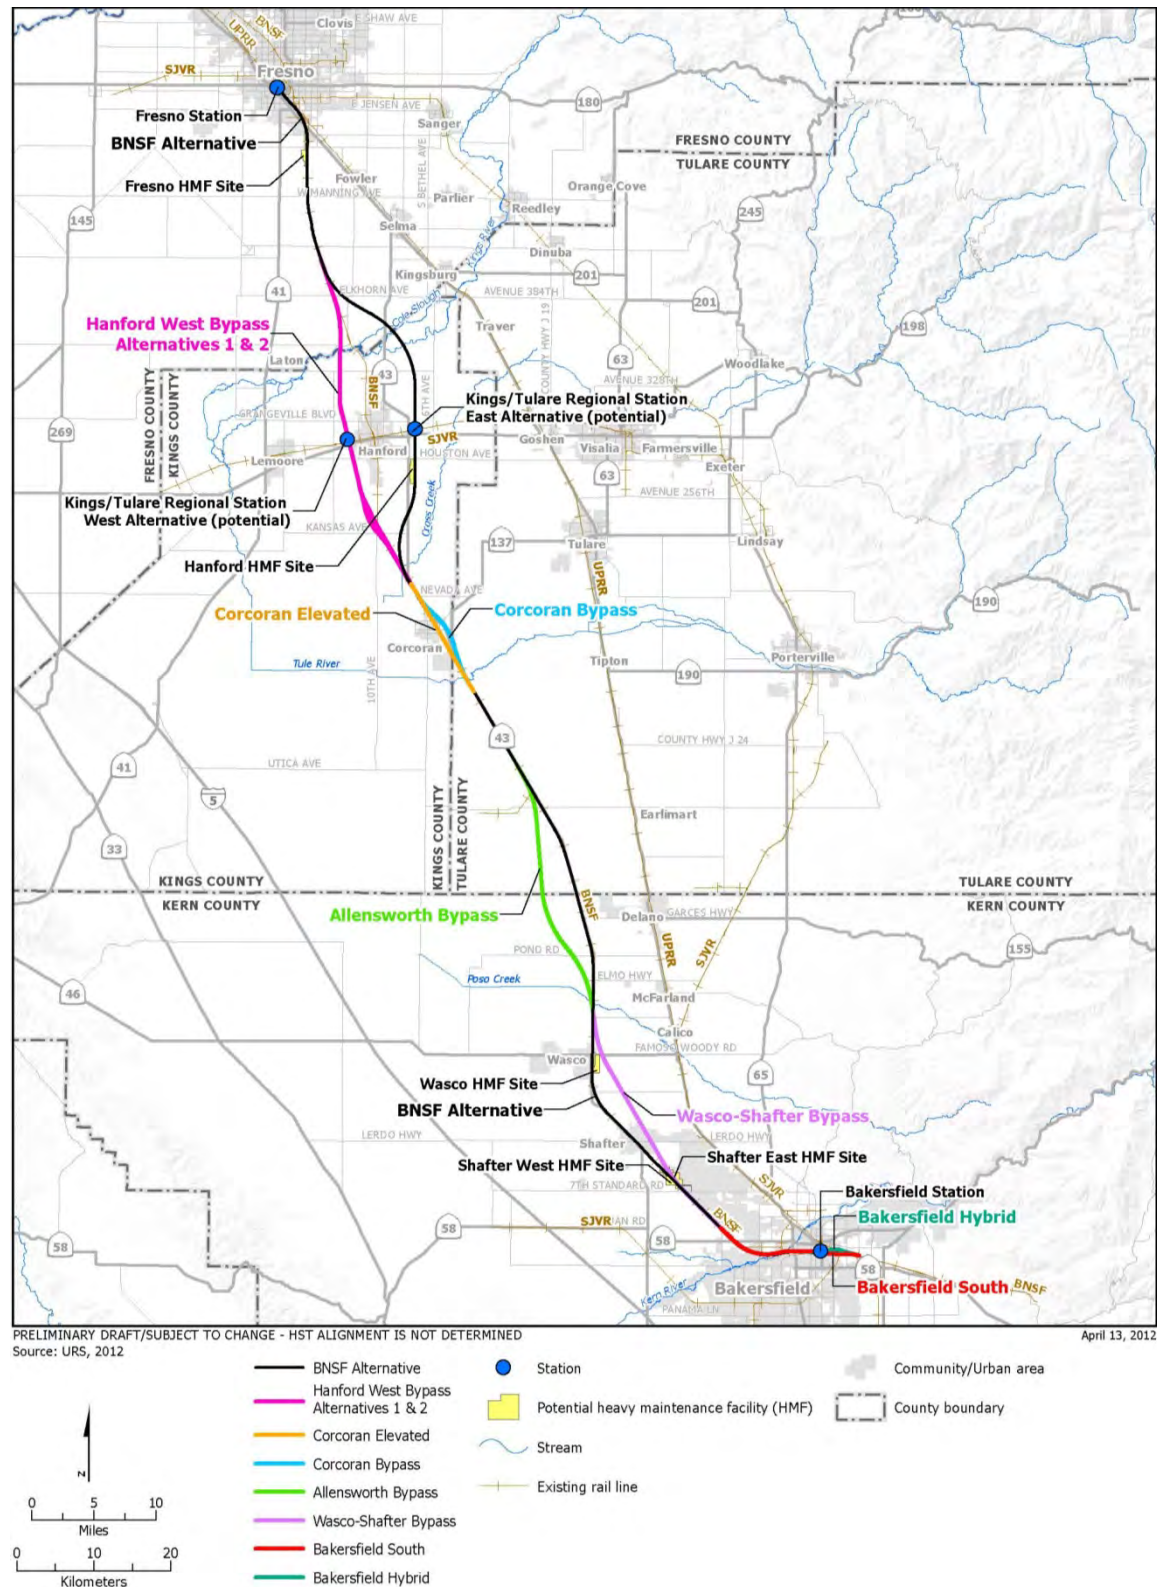 E SHAW AVE
Clovis
BNSF
UPRR
SJVR
Fresno
Fresno Station
E JENSEN AVE
180
Sanger
BNSF Alternative
FRESNO COUNTY
TULARE COUNTY
Fresno HMF Site
Fowler
W MANNING AVE
S BETHEL AVE
Parlier
Orange Cove
Reedley
145
245
Selma
Kings River
Dinuba
Kingsburg
201
41
ELKHORN AVE
AVENUE 384TH
201
Cole Slough
Hanford West Bypass
Alternatives 1 & 2
Traver
COUNTY HWY J 19
198
Laton
63
Woodlake
43
BNSF
AVENUE 328TH
FRESNO COUNTY
KINGS COUNTY
GRANGEVILLE BLVD
Kings/Tulare Regional Station
East Alternative (potential)
269
SJVR
Goshen
Visalia
Farmersville
Lemoore
Hanford
HOUSTON AVE
Exeter
63
AVENUE 256TH
Kings/Tulare Regional Station
West Alternative (potential)
Cross Creek
KANSAS AVE
137
Tulare
Lindsay
Hanford HMF Site
UPRR
NEVADA AVE
Corcoran Elevated
Corcoran Bypass
190
Corcoran
Tule River
10TH AVE
Tipton
190
Porterville
43
COUNTY HWY J 24
UTICA AVE
41
5
KINGS COUNTY
TULARE COUNTY
Earlimart
33
KINGS COUNTY
KERN COUNTY
TULARE COUNTY
KERN COUNTY
BNSF
Allensworth Bypass
Delano
GARCES HWY
UPRR
SJVR
155
POND RD
Poso Creek
ELMO HWY
46
McFarland
Calico
FAMOSO WOODY RD
Wasco
65
Wasco HMF Site
BNSF Alternative
Wasco-Shafter Bypass
LERDO HWY
Shafter
LERDO HWY
Shafter East HMF Site
Shafter West HMF Site
7TH STANDARD RD
SJVR
Bakersfield Station
BNSF
Bakersfield Hybrid
58
SJVR
58
58
58
Kern River
Bakersfield
Bakersfield South
BNSF
PANAMA LN
PRELIMINARY DRAFT/SUBJECT TO CHANGE - HST ALIGNMENT IS NOT DETERMINED
April 13, 2012
Source: URS, 2012
BNSF Alternative
Hanford West Bypass
Alternatives 1 & 2
Corcoran Elevated
Corcoran Bypass
Allensworth Bypass
Wasco-Shafter Bypass
Bakersfield South
Bakersfield Hybrid
Station
Potential heavy maintenance facility (HMF)
Stream
Existing rail line
Community/Urban area
County boundary
N
0 5 10
Miles
0 10 20
Kilometers